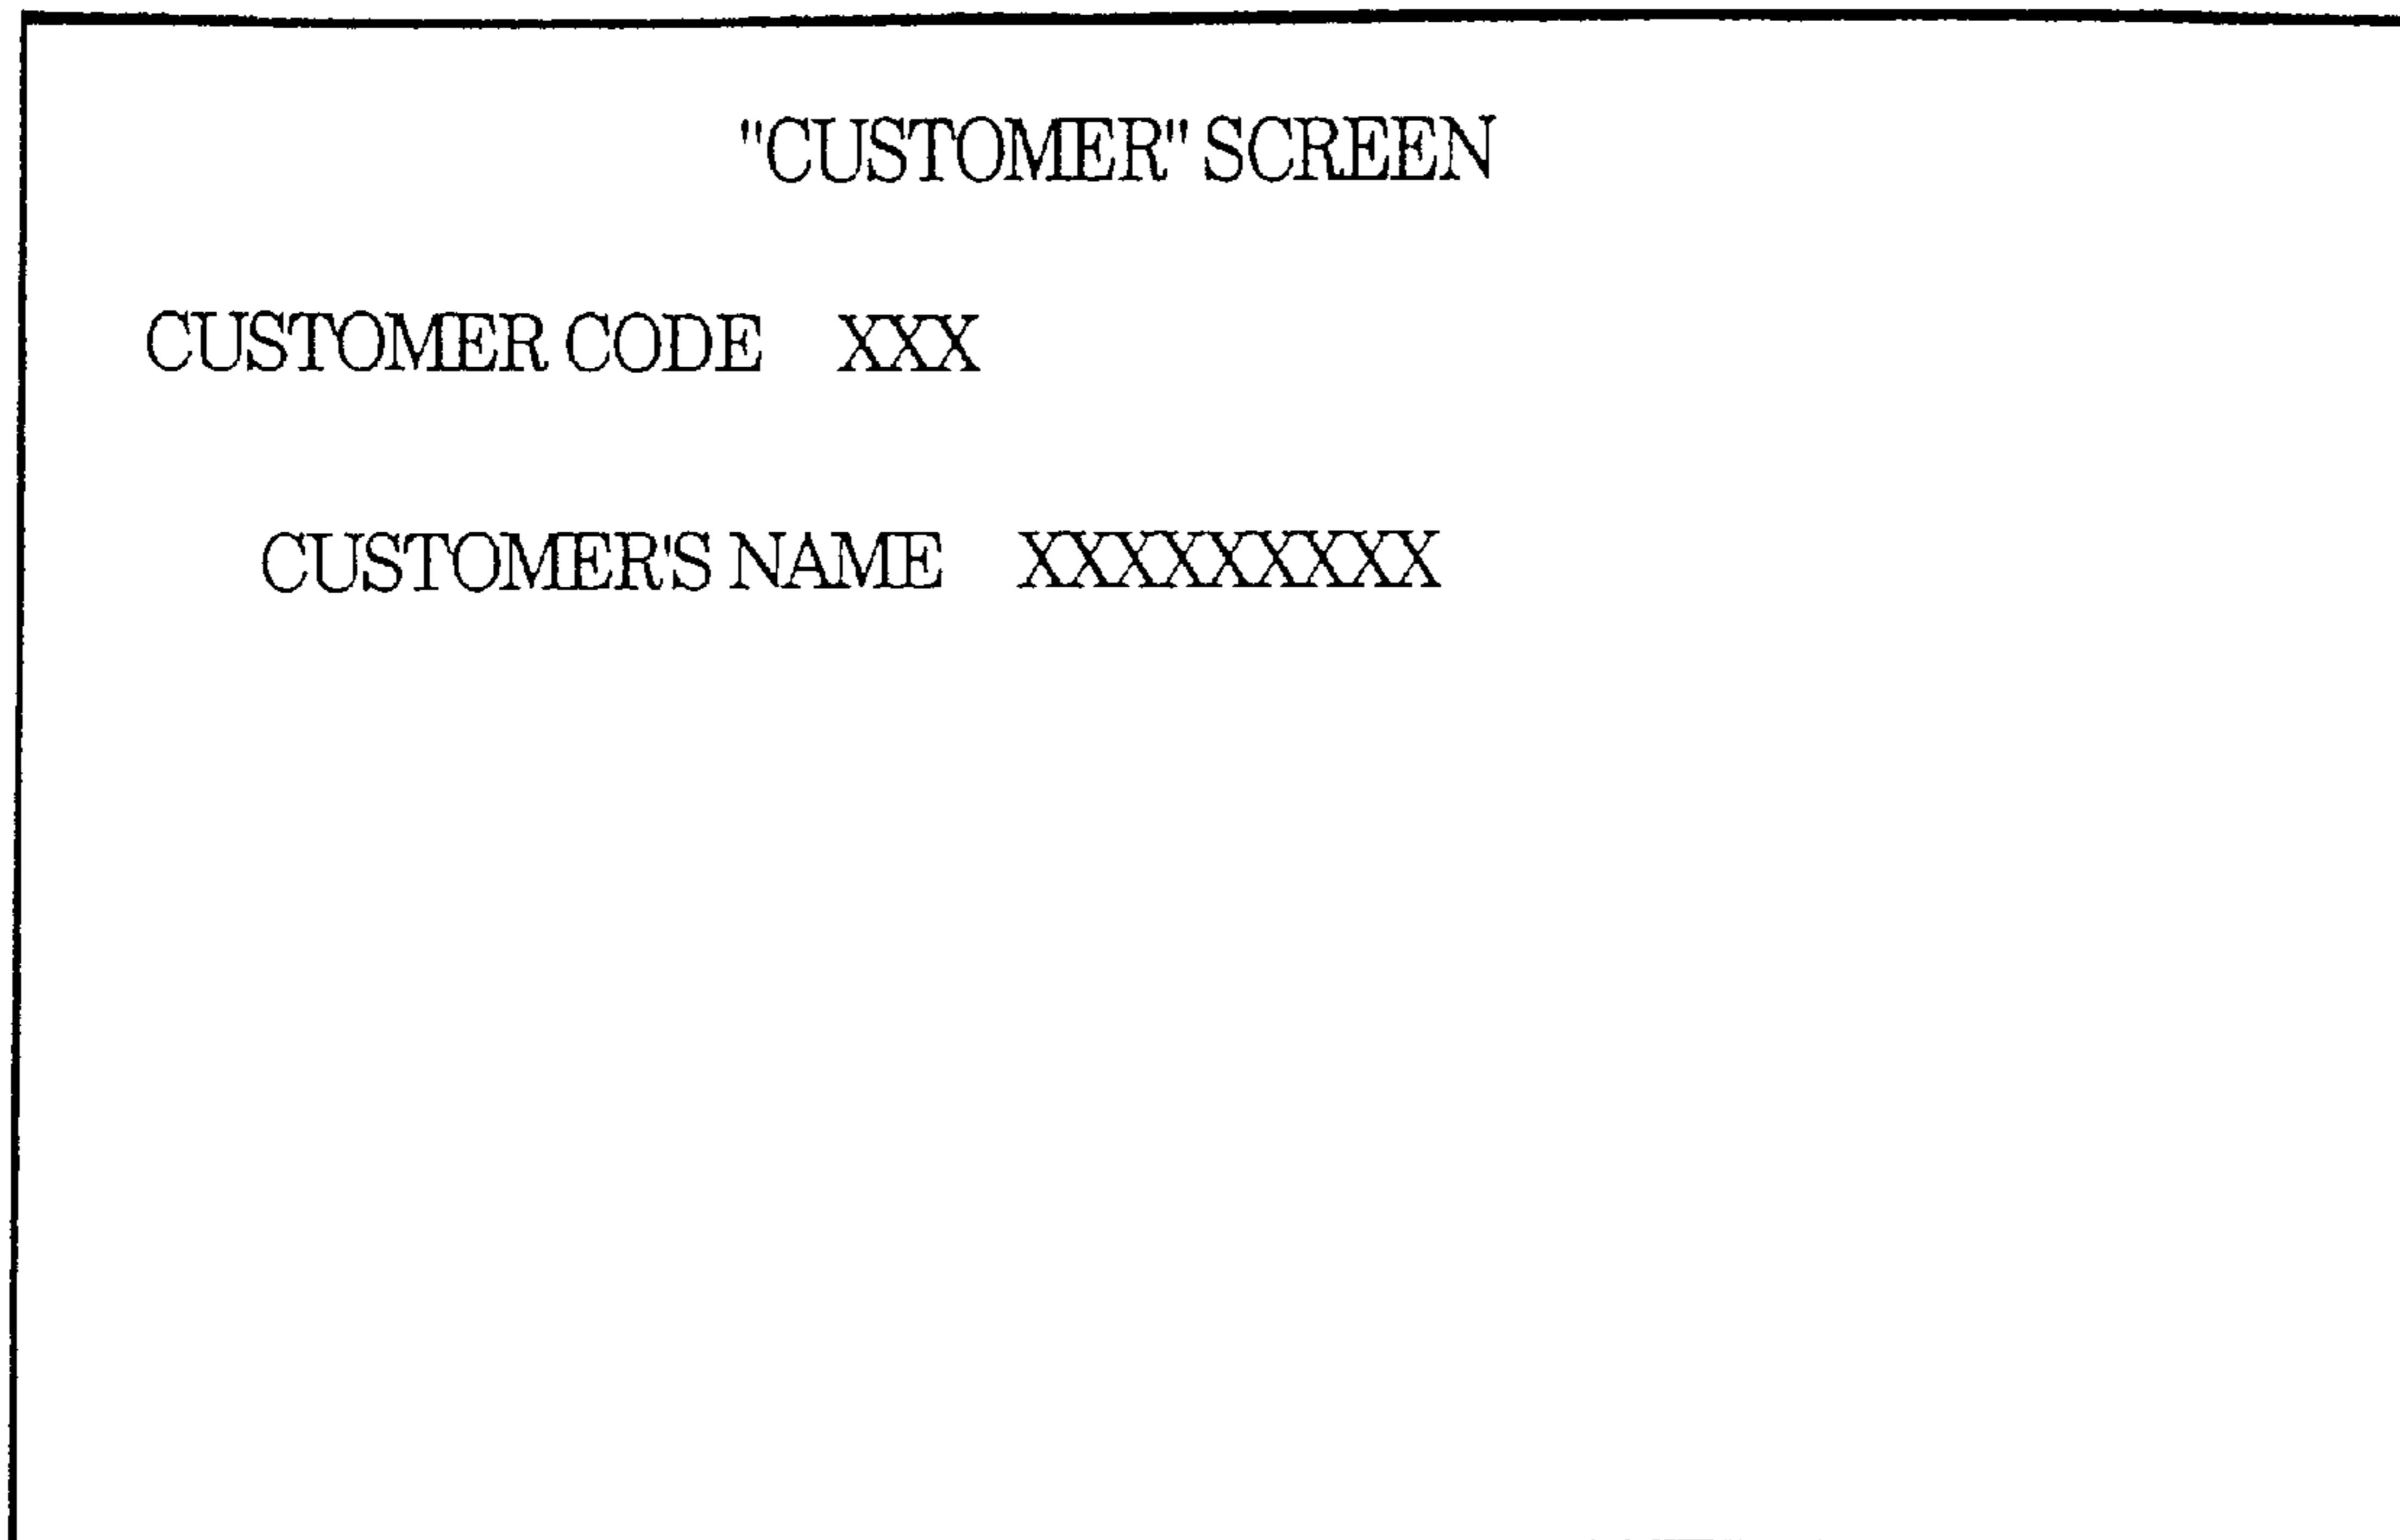 "CUSTOMER" SCREEN
CUSTOMER CODE XXX
CUSTOMER'S NAME XXXXXXXXX